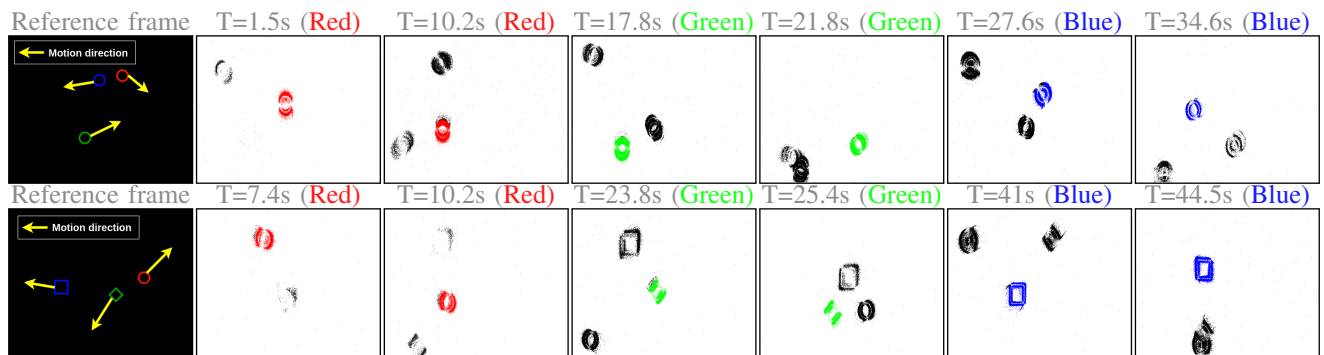 Reference frame T=1.5s (Red) T=10.2s (Red) T=17.8s (Green) T=21.8s (Green) T=27.6s (Blue) T=34.6s (Blue)
Motion direction
Reference frame T=7.4s (Red) T=10.2s (Red) T=23.8s (Green) T=25.4s (Green) T=41s (Blue) T=44.5s (Blue)
Motion direction